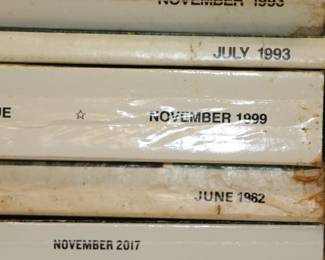 NOVEMBER 1993
JULY 1993
UE ☆ NOVEMBER 1999
JUNE 1982
NOVEMBER 2017